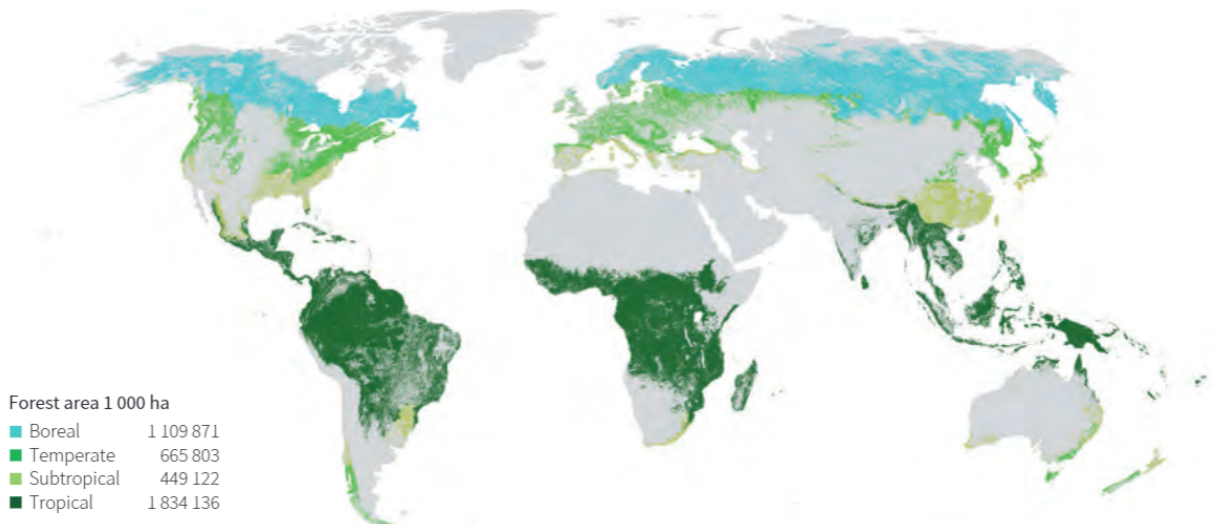 Forest area 1 000 ha
Boreal 1 109 871
Temperate 665 803
Subtropical 449 122
Tropical 1 834 136